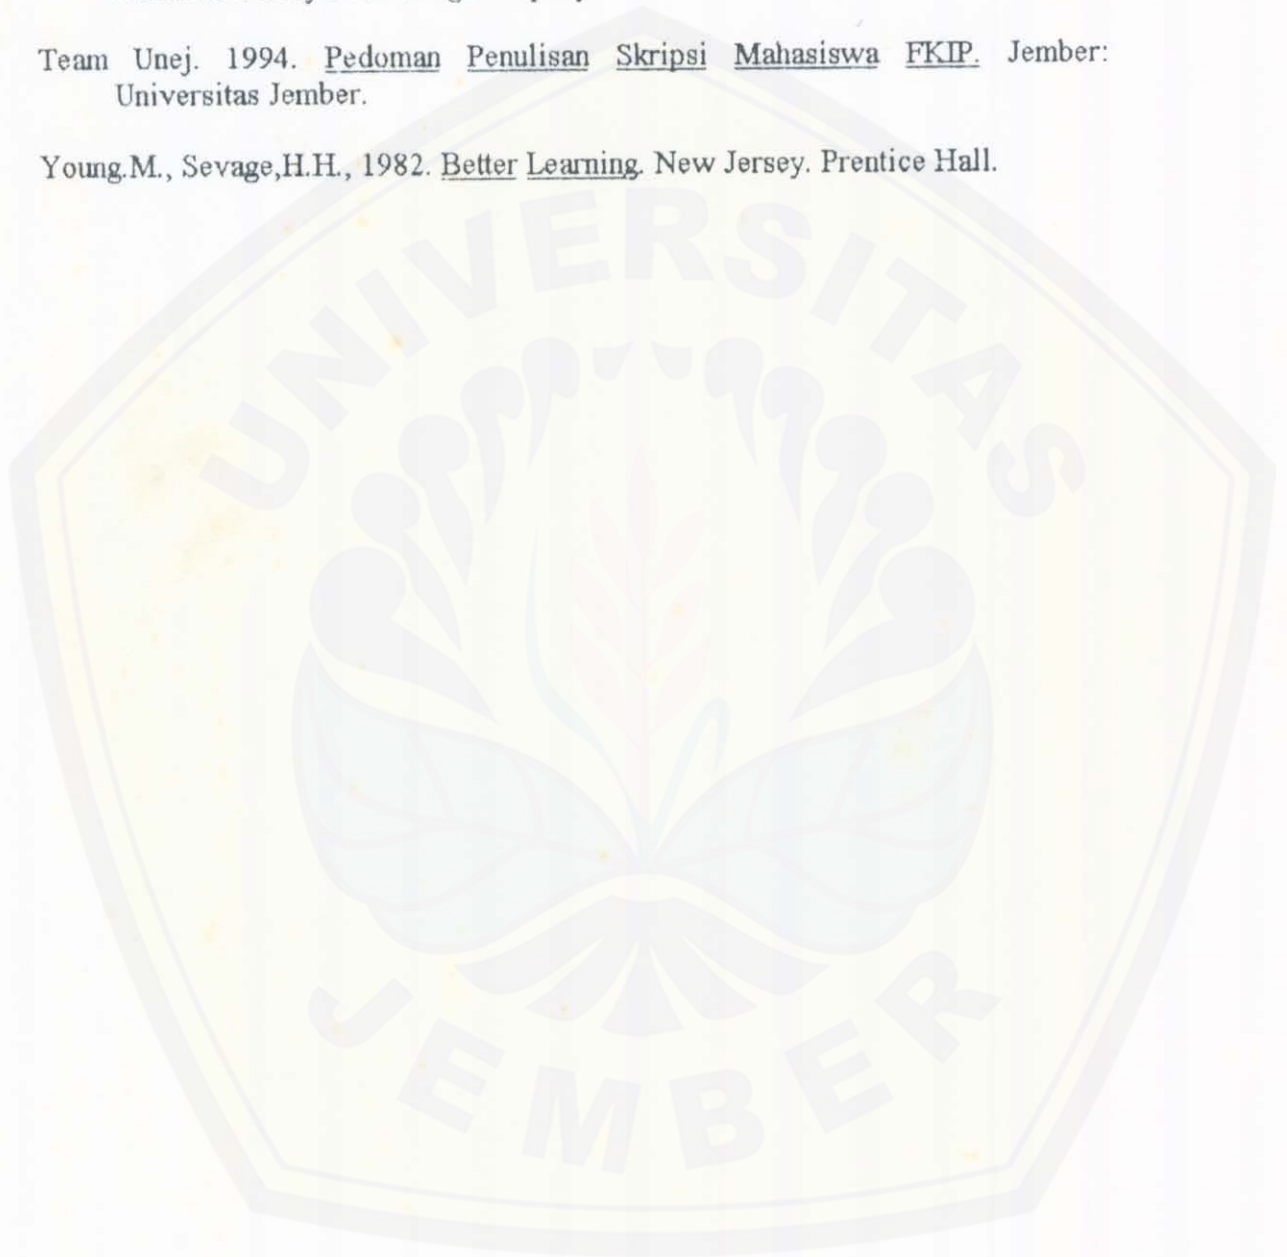 Team Unej. 1994. Pedoman Penulisan Skripsi Mahasiswa FKIP. Jember:
Universitas Jember.
Young.M., Sevage,H.H., 1982. Better Learning. New Jersey. Prentice Hall.
UNIVERSITAS
JEMBER